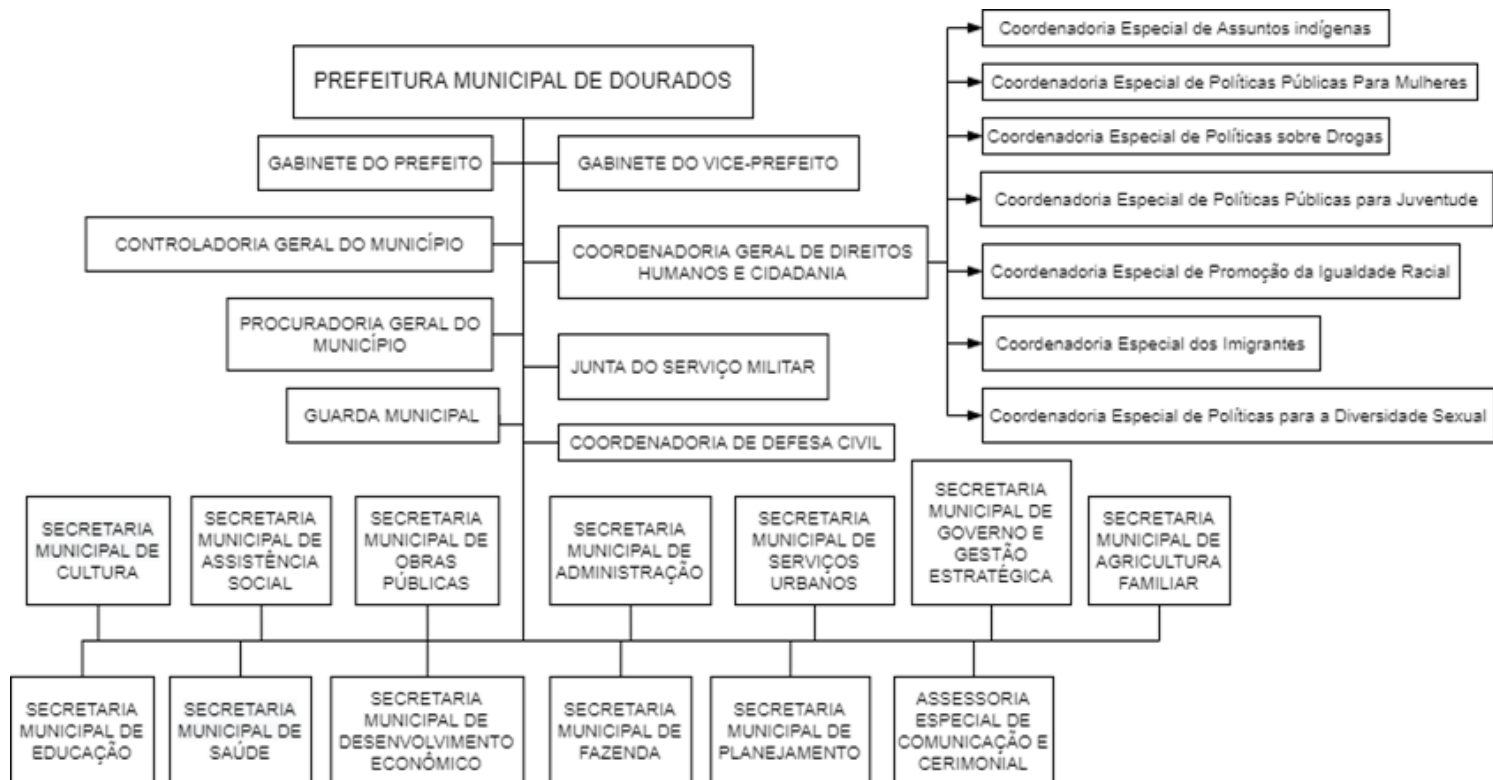 PREFEITURA MUNICIPAL DE DOURADOS
GABINETE DO PREFEITO
GABINETE DO VICE-PREFEITO
CONTROLADORIA GERAL DO MUNICÍPIO
COORDENADORIA GERAL DE DIREITOS
HUMANOS E CIDADANIA
PROCURADORIA GERAL DO
MUNICÍPIO
JUNTA DO SERVIÇO MILITAR
GUARDA MUNICIPAL
COORDENADORIA DE DEFESA CIVIL
Coordenadoria Especial de Assuntos indígenas
Coordenadoria Especial de Políticas Públicas Para Mulheres
Coordenadoria Especial de Políticas sobre Drogas
Coordenadoria Especial de Políticas Públicas para Juventude
Coordenadoria Especial de Promoção da Igualdade Racial
Coordenadoria Especial dos Imigrantes
Coordenadoria Especial de Políticas para a Diversidade Sexual
SECRETARIA
MUNICIPAL DE
CULTURA
SECRETARIA
MUNICIPAL DE
ASSISTÊNCIA
SOCIAL
SECRETARIA
MUNICIPAL DE
OBRAS
PÚBLICAS
SECRETARIA
MUNICIPAL DE
ADMINISTRAÇÃO
SECRETARIA
MUNICIPAL DE
SERVIÇOS
URBANOS
SECRETARIA
MUNICIPAL DE
GOVERNO E
GESTÃO
ESTRATÉGICA
SECRETARIA
MUNICIPAL DE
AGRICULTURA
FAMILIAR
SECRETARIA
MUNICIPAL DE
EDUCAÇÃO
SECRETARIA
MUNICIPAL DE
SAÚDE
SECRETARIA
MUNICIPAL DE
DESENVOLVIMENTO
ECONÔMICO
SECRETARIA
MUNICIPAL DE
FAZENDA
SECRETARIA
MUNICIPAL DE
PLANEJAMENTO
ASSESSORIA
ESPECIAL DE
COMUNICAÇÃO E
CERIMONIAL